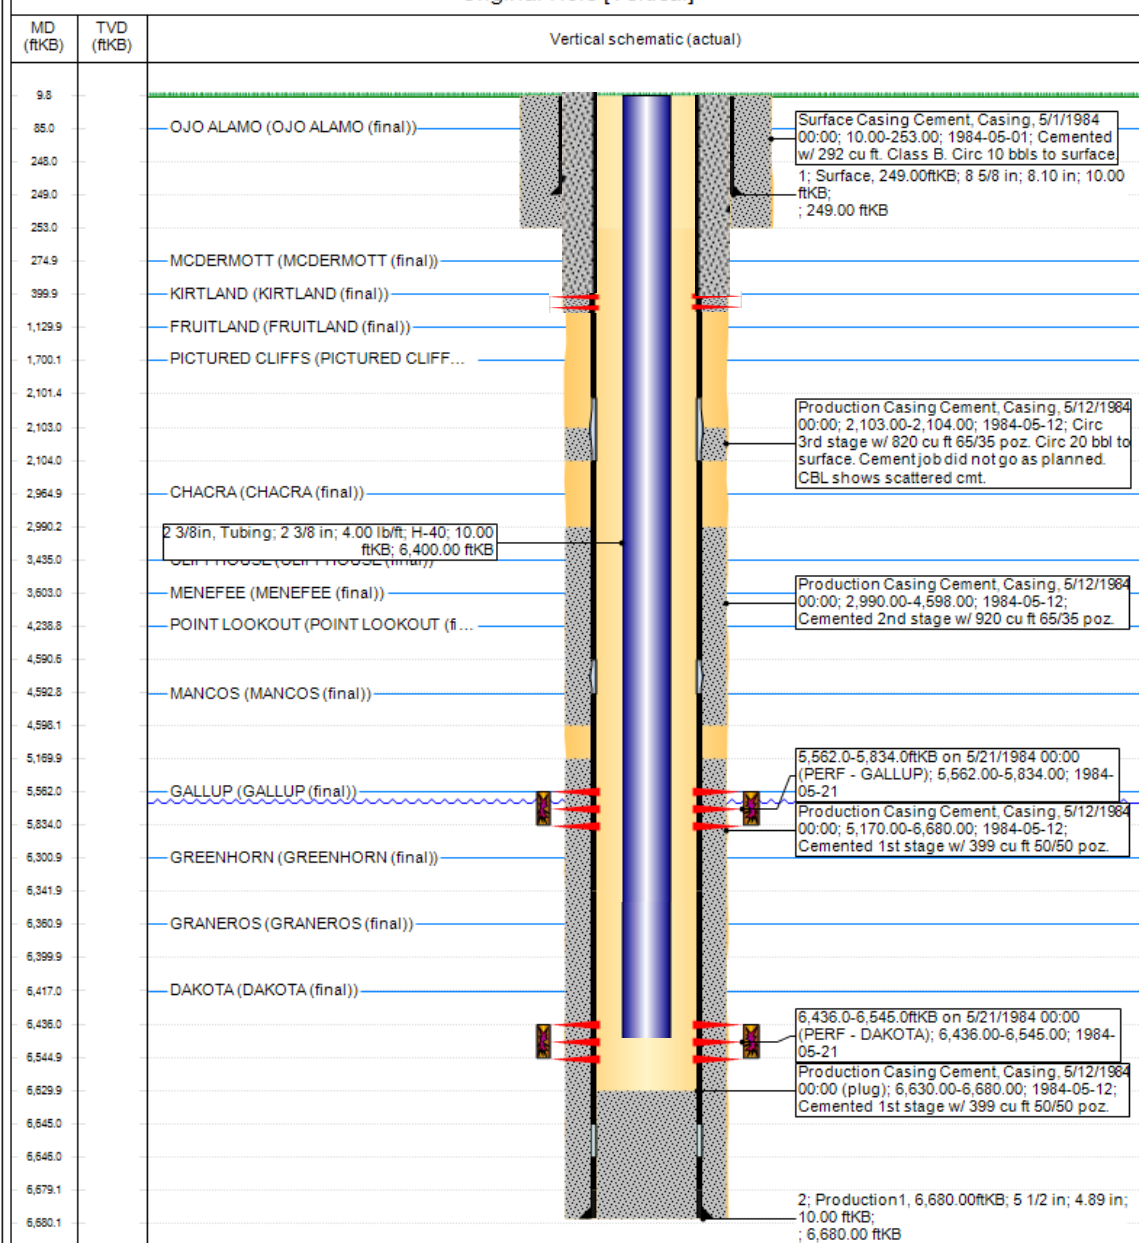 MD
(ftKB)
TVD
(ftKB)
Vertical schematic (actual)
9.8
85.0
248.0
249.0
253.0
274.9
399.9
1,129.9
1,700.1
2,101.4
2,103.0
2,104.0
2,964.9
2,990.2
3,435.0
3,603.0
4,238.8
4,590.6
4,592.8
4,598.1
5,169.9
5,562.0
5,834.0
6,300.9
6,341.9
6,360.9
6,399.9
6,417.0
6,436.0
6,544.9
6,629.9
6,645.0
6,646.0
6,679.1
6,680.1
OJO ALAMO (OJO ALAMO (final))
MCDERMOTT (MCDERMOTT (final))
KIRTLAND (KIRTLAND (final))
FRUITLAND (FRUITLAND (final))
PICTURED CLIFFS (PICTURED CLIFF...
CHACRA (CHACRA (final))
2 3/8in, Tubing; 2 3/8 in; 4.00 lb/ft; H-40; 10.00
ftKB; 6,400.00 ftKB
MENEFEE (MENEFEE (final))
POINT LOOKOUT (POINT LOOKOUT (fi...
MANCOS (MANCOS (final))
GALLUP (GALLUP (final))
GREENHORN (GREENHORN (final))
GRANEROS (GRANEROS (final))
DAKOTA (DAKOTA (final))
Surface Casing Cement, Casing, 5/1/1984
00:00; 10.00-253.00; 1984-05-01; Cemented
w/ 292 cu ft. Class B. Circ 10 bbls to surface.
1; Surface, 249.00ftKB; 8 5/8 in; 8.10 in; 10.00
ftKB;
; 249.00 ftKB
Production Casing Cement, Casing, 5/12/1984
00:00; 2,103.00-2,104.00; 1984-05-12; Circ
3rd stage w/ 820 cu ft 65/35 poz. Circ 20 bbl to
surface. Cement job did not go as planned.
CBL shows scattered cmt.
Production Casing Cement, Casing, 5/12/1984
00:00; 2,990.00-4,598.00; 1984-05-12;
Cemented 2nd stage w/ 920 cu ft 65/35 poz.
5,562.0-5,834.0ftKB on 5/21/1984 00:00
(PERF - GALLUP); 5,562.00-5,834.00; 1984-
05-21
Production Casing Cement, Casing, 5/12/1984
00:00; 5,170.00-6,680.00; 1984-05-12;
Cemented 1st stage w/ 399 cu ft 50/50 poz.
6,436.0-6,545.0ftKB on 5/21/1984 00:00
(PERF - DAKOTA); 6,436.00-6,545.00; 1984-
05-21
Production Casing Cement, Casing, 5/12/1984
00:00 (plug); 6,630.00-6,680.00; 1984-05-12;
Cemented 1st stage w/ 399 cu ft 50/50 poz.
2; Production1, 6,680.00ftKB; 5 1/2 in; 4.89 in;
10.00 ftKB;
; 6,680.00 ftKB